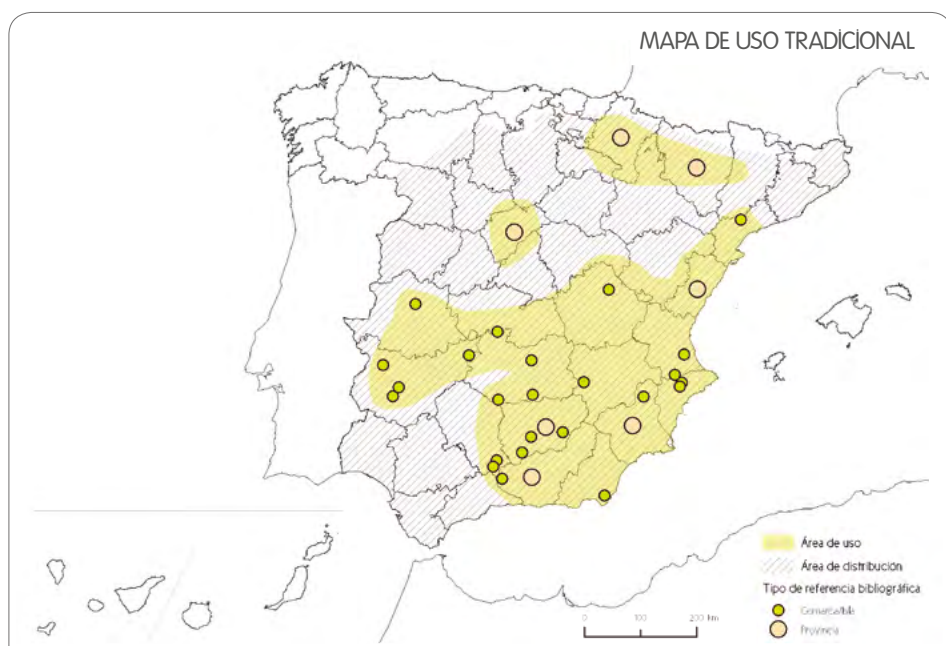 MAPA DE USO TRADICIONAL
Área de uso
Área de distribución
Tipo de referencia bibliográfica
Comarca/Isla
Provincia
0 100 200 km